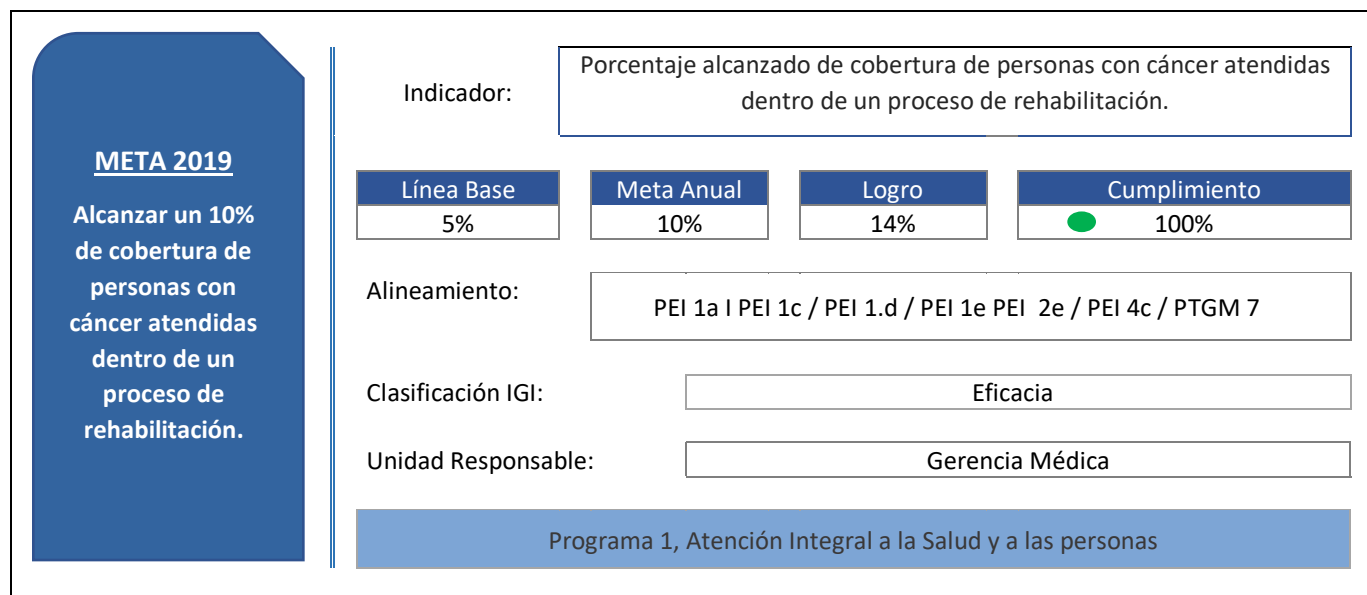 META 2019
Alcanzar un 10%
de cobertura de
personas con
cáncer atendidas
dentro de un
proceso de
rehabilitación.
Indicador:
Porcentaje alcanzado de cobertura de personas con cáncer atendidas
dentro de un proceso de rehabilitación.
Línea Base
5%
Meta Anual
10%
Logro
14%
Cumplimiento
100%
Alineamiento:
PEI 1a I PEI 1c / PEI 1.d / PEI 1e PEI 2e / PEI 4c / PTGM 7
Clasificación IGI:
Eficacia
Unidad Responsable:
Gerencia Médica
Programa 1, Atención Integral a la Salud y a las personas